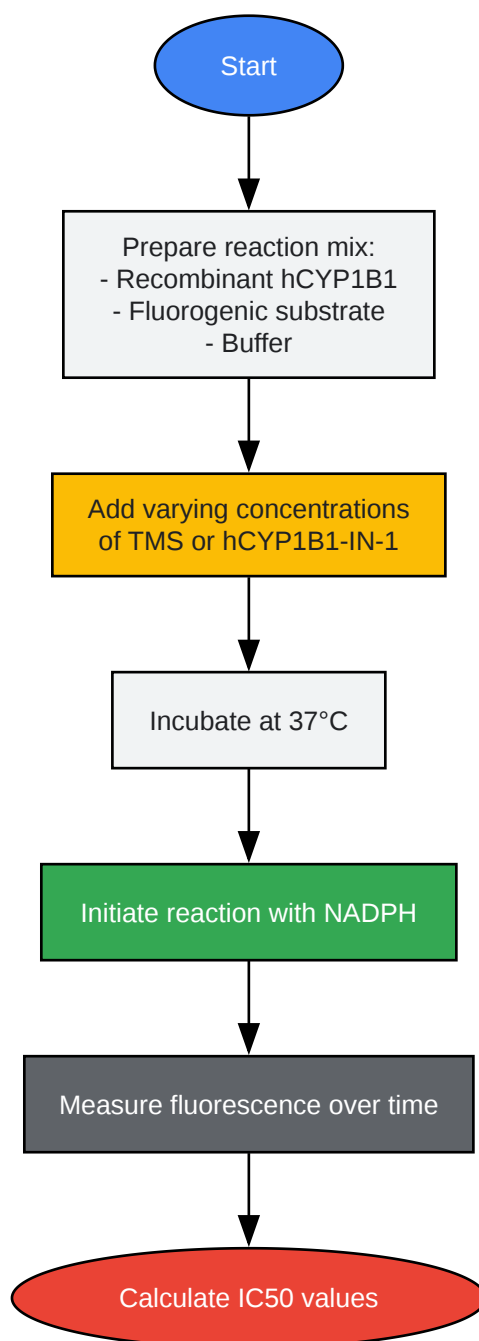 Start
Prepare reaction mix:
- Recombinant hCYP1B1
- Fluorogenic substrate
- Buffer
Add varying concentrations
of TMS or hCYP1B1-IN-1
Incubate at 37°C
Initiate reaction with NADPH
Measure fluorescence over time
Calculate IC50 values